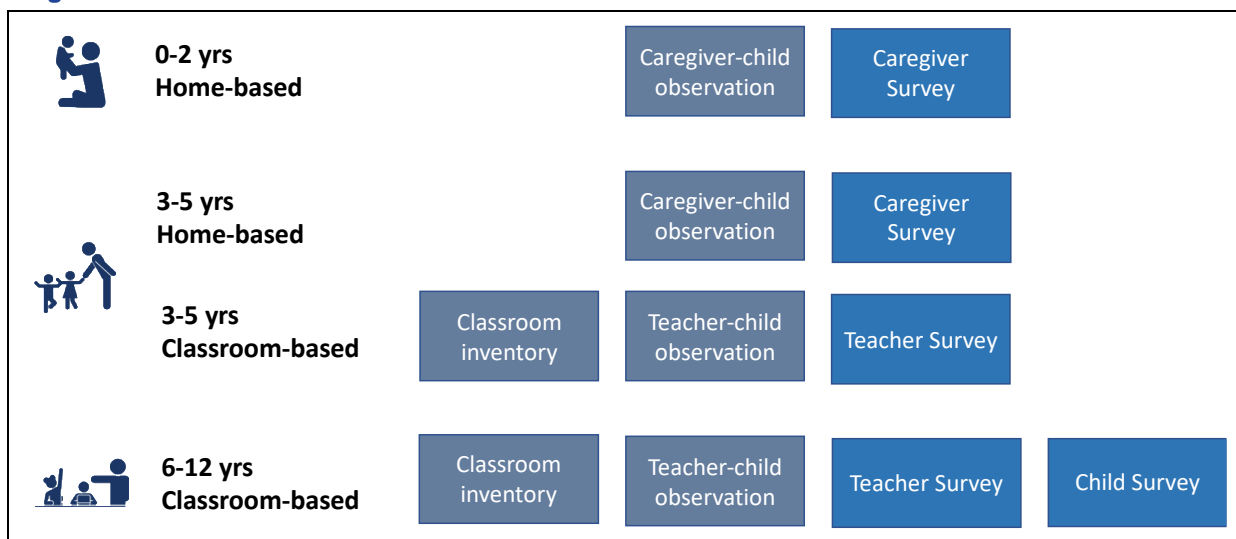 0-2 yrs
Home-based
Caregiver-child
observation
Caregiver
Survey
3-5 yrs
Home-based
Caregiver-child
observation
Caregiver
Survey
3-5 yrs
Classroom-based
Classroom
inventory
Teacher-child
observation
Teacher Survey
6-12 yrs
Classroom-based
Classroom
inventory
Teacher-child
observation
Teacher Survey
Child Survey